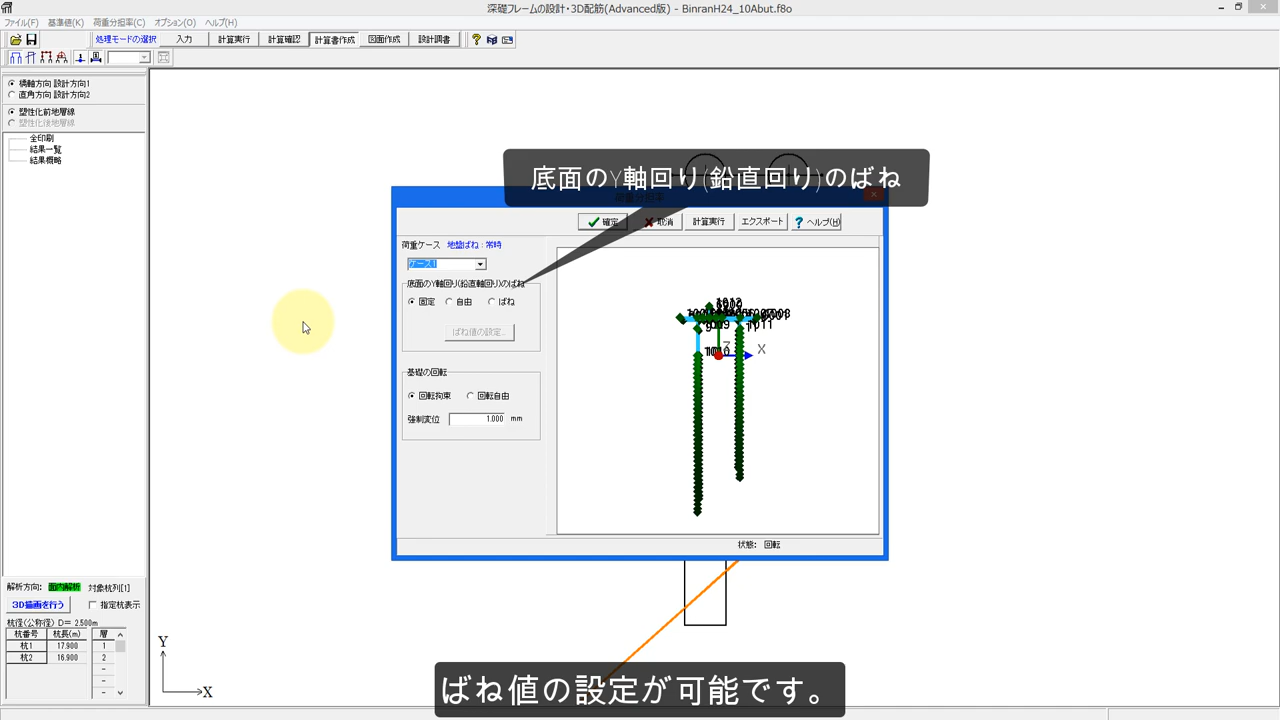 深礎フレームの設計・3D配筋(Advanced版) - BinranH24_10Abut.f8o
ファイル(F) 基準値(K) 荷重分担率(C) オプション(O) ヘルプ(H)
処理モードの選択 入力 計算実行 計算確認 計算書作成 図面作成 設計調書
橋軸方向 設計方向1
直角方向 設計方向2
塑性化前地層線
塑性化後地層線
全印刷
結果一覧
結果概略
底面のY軸回り(鉛直回り)のばね
確定 取消 計算実行 エクスポート ヘルプ(H)
荷重ケース 地盤ばね : 常時
ケース1
底面のY軸回り(鉛直軸回り)のばね
固定 自由 ばね
ばね値の設定...
基礎の回転
回転拘束 回転自由
強制変位 1.000 mm
X
Z
状態: 回転
解析方向: 面内解析 対象杭列[1]
3D描画を行う 指定杭表示
杭径(公称径) D= 2.500m
杭番号 杭長(m) 層
杭1 17.900 1
杭2 16.900 2
Y
X
ばね値の設定が可能です。